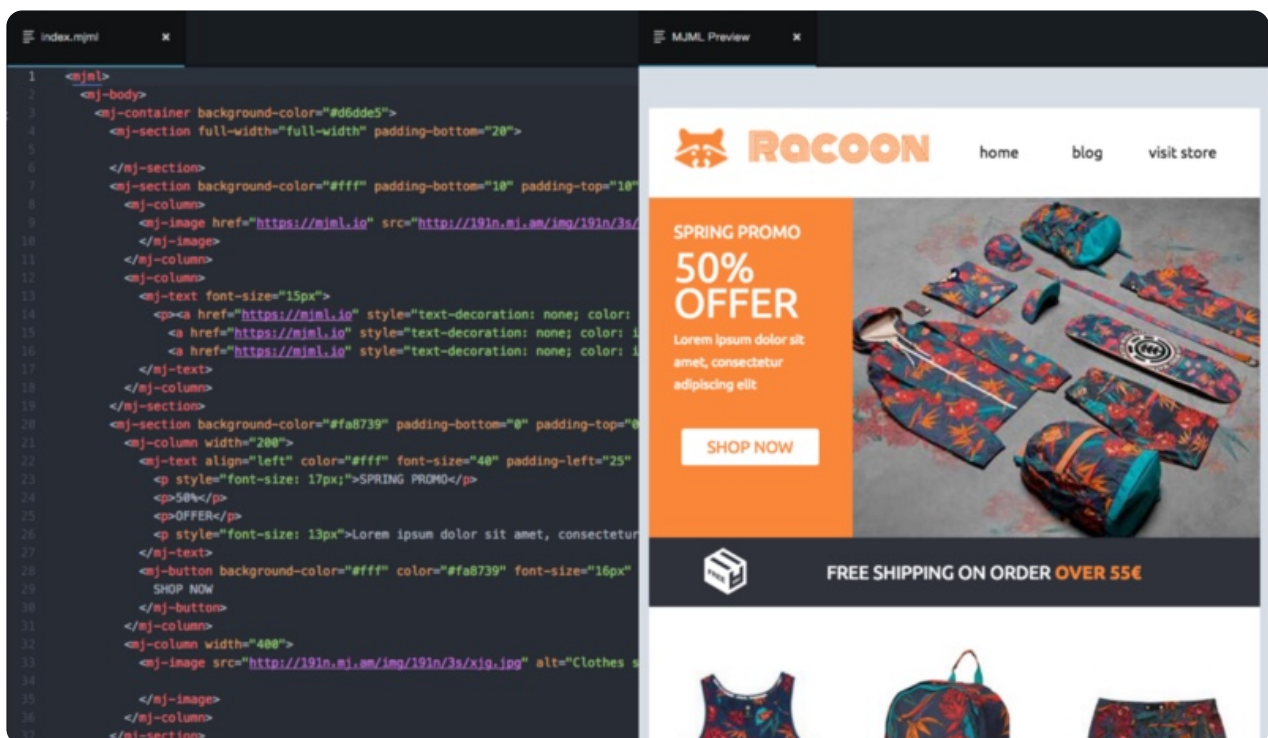 index.mjml ×
MJML Preview ×
1 <mjml>
2 <mj-body>
3 <mj-container background-color="#d6dde5">
4 <mj-section full-width="full-width" padding-bottom="20">
5
6 </mj-section>
7 <mj-section background-color="#fff" padding-bottom="10" padding-top="10"
8 <mj-column>
9 <mj-image href="https://mjml.io" src="http://191n.mj.am/img/191n/3s/
10 </mj-image>
11 </mj-column>
12 <mj-column>
13 <mj-text font-size="15px">
14 <p><a href="https://mjml.io" style="text-decoration: none; color:
15 <a href="https://mjml.io" style="text-decoration: none; color: i
16 <a href="https://mjml.io" style="text-decoration: none; color: i
17 </mj-text>
18 </mj-column>
19 </mj-section>
20 <mj-section background-color="#fa8739" padding-bottom="0" padding-top="0
21 <mj-column width="200">
22 <mj-text align="left" color="#fff" font-size="40" padding-left="25"
23 <p style="font-size: 17px;">SPRING PROMO</p>
24 <p>50%</p>
25 <p>OFFER</p>
26 <p style="font-size: 13px">Lorem ipsum dolor sit amet, consectetur
27 </mj-text>
28 <mj-button background-color="#fff" color="#fa8739" font-size="16px"
29 SHOP NOW
30 </mj-button>
31 </mj-column>
32 <mj-column width="400">
33 <mj-image src="http://191n.mj.am/img/191n/3s/xjg.jpg" alt="Clothes s
34
35 </mj-image>
36 </mj-column>
37 </mj-section>
Racoon
home blog visit store
SPRING PROMO
50%
OFFER
Lorem ipsum dolor sit
amet, consectetur
adipiscing elit
SHOP NOW
FREE
FREE SHIPPING ON ORDER OVER 55€